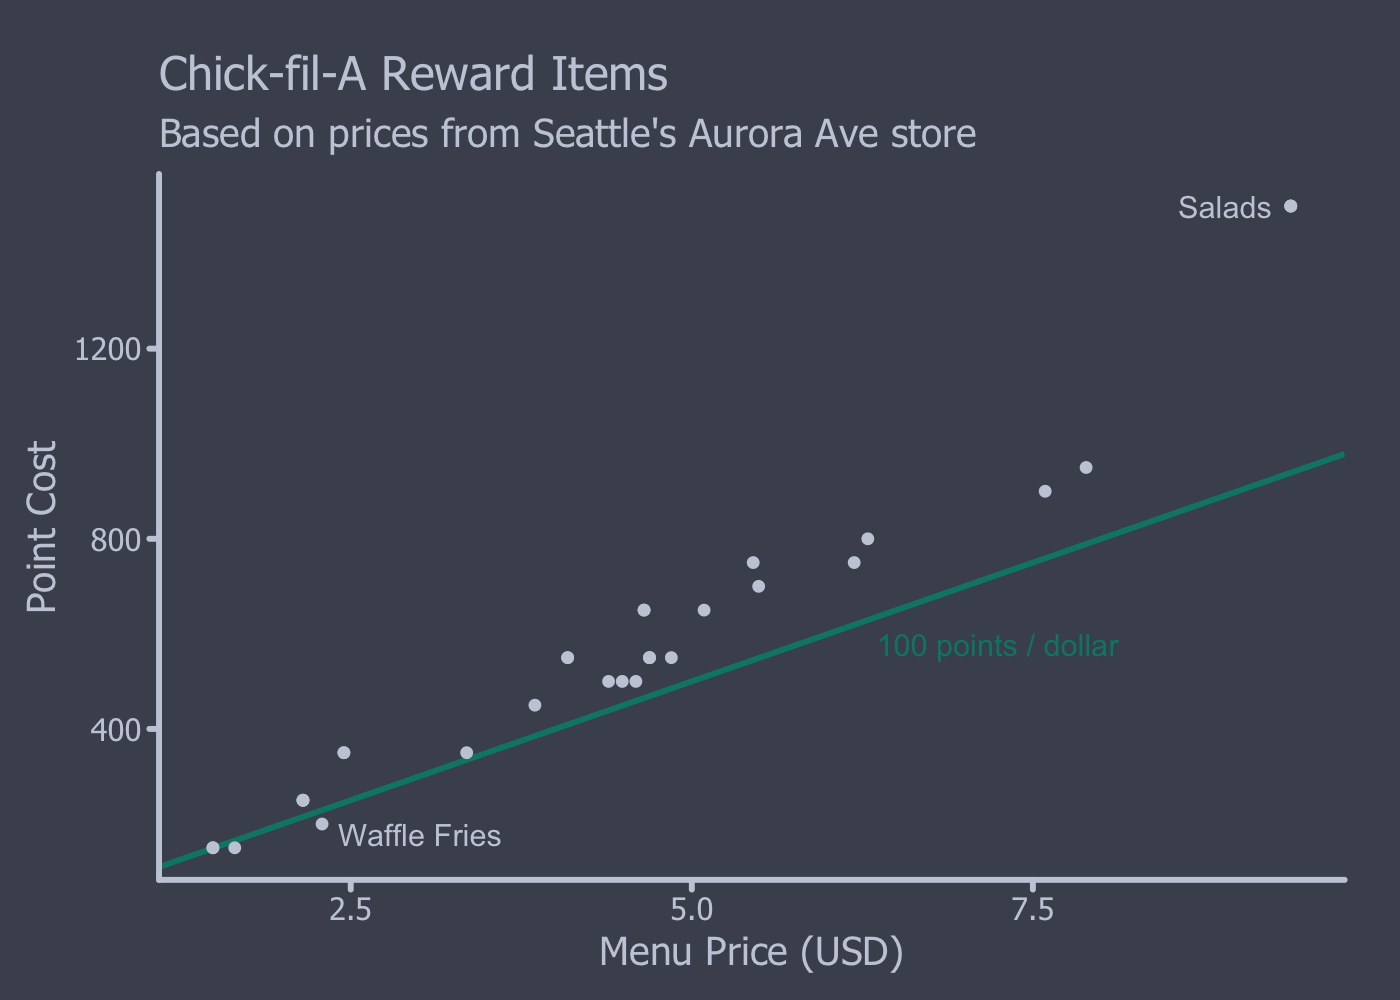 Chick-fil-A Reward Items
Based on prices from Seattle's Aurora Ave store
Salads
1200
800
400
Point Cost
100 points / dollar
Waffle Fries
2.5
5.0
7.5
Menu Price (USD)